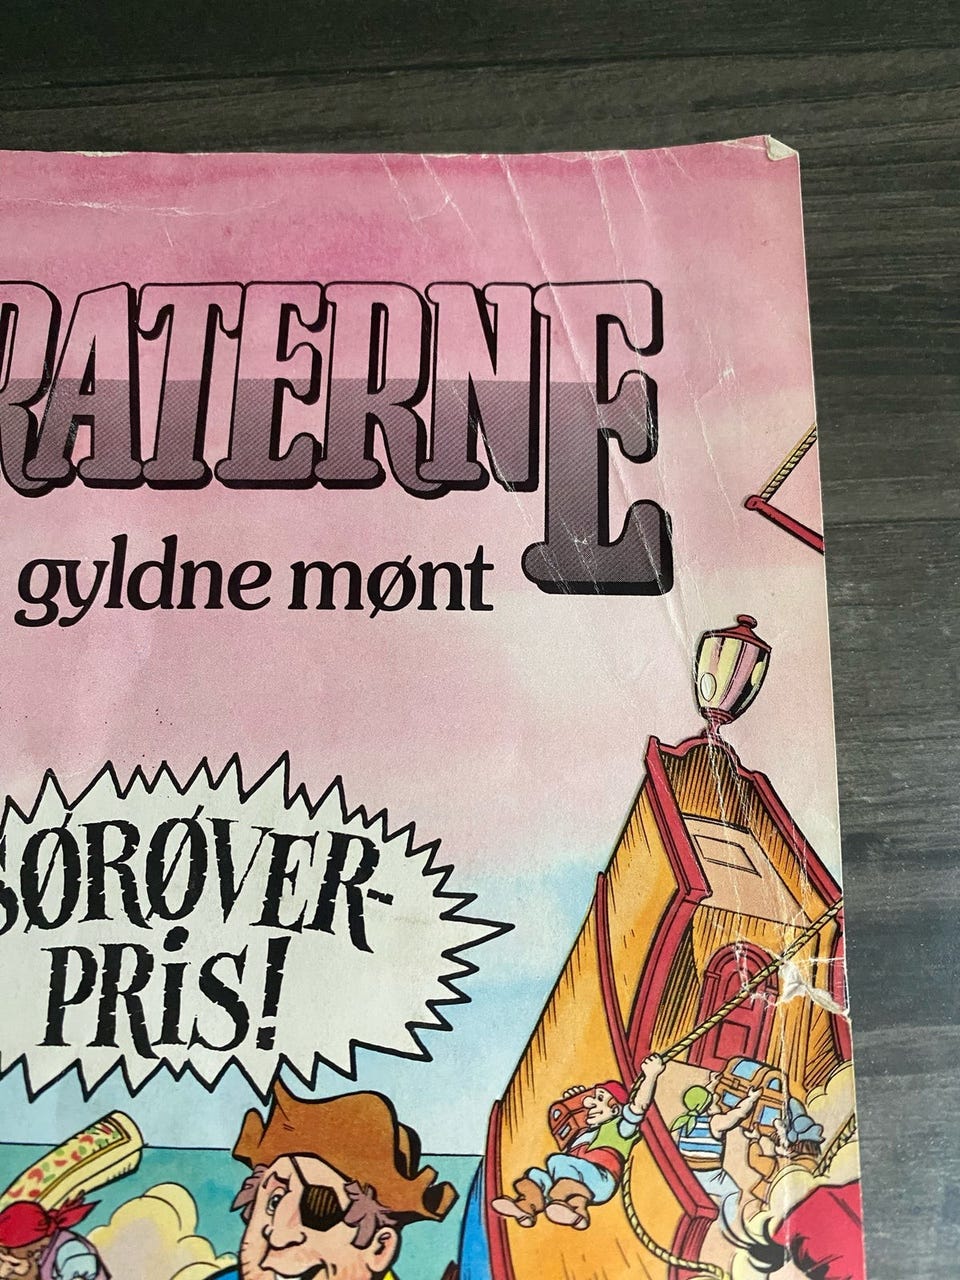 RATERNE
gyldne mønt
SØRØVER-
PRiS!